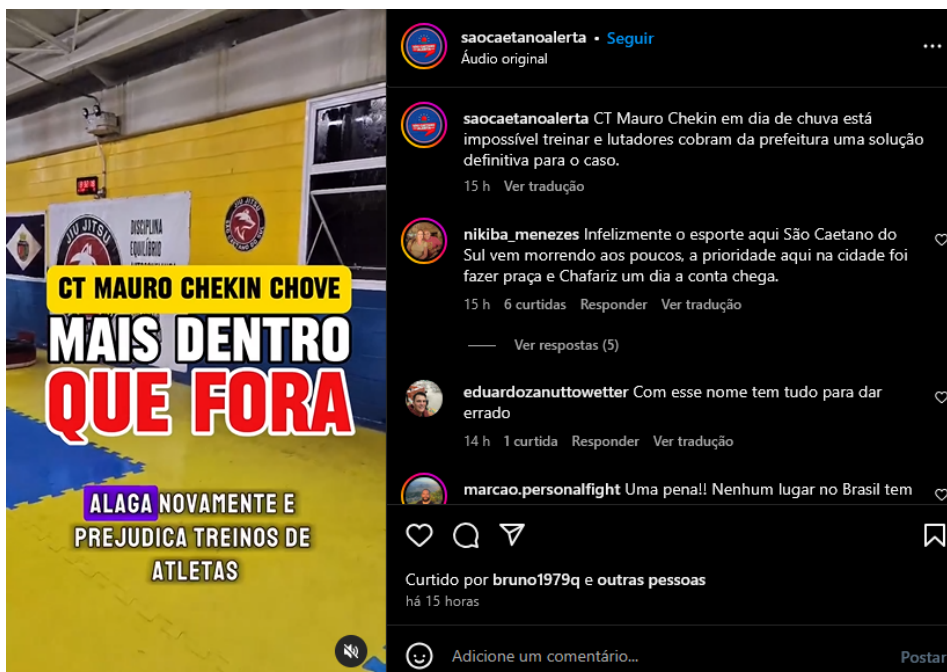 JIU JITSU
SÃO CAETANO DO SUL
DISCIPLINA
EQUILÍBRIO
JIU JITSU
CT MAURO CHEKIN CHOVE
MAIS DENTRO
QUE FORA
ALAGA NOVAMENTE E
PREJUDICA TREINOS DE
ATLETAS
saocaetanoalerta • Seguir
Áudio original
saocaetanoalerta CT Mauro Chekin em dia de chuva está
impossível treinar e lutadores cobram da prefeitura uma solução
definitiva para o caso.
15 h Ver tradução
nikiba_menezes Infelizmente o esporte aqui São Caetano do
Sul vem morrendo aos poucos, a prioridade aqui na cidade foi
fazer praça e Chafariz um dia a conta chega.
15 h 6 curtidas Responder Ver tradução
Ver respostas (5)
eduardozanuttowetter Com esse nome tem tudo para dar
errado
14 h 1 curtida Responder Ver tradução
marcao.personalfight Uma pena!! Nenhum lugar no Brasil tem
Curtido por bruno1979q e outras pessoas
há 15 horas
Adicione um comentário...
Postar